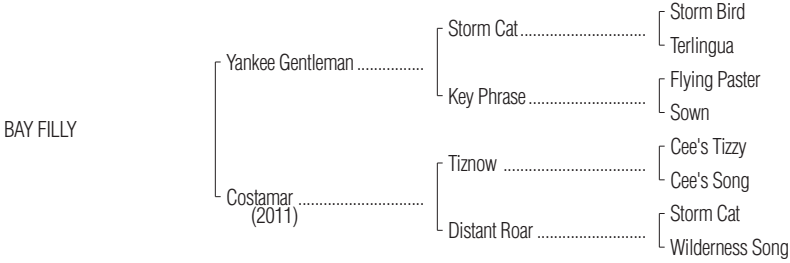 Storm Bird
Storm Cat................................
Terlingua
Yankee Gentleman ................
Flying Paster
Key Phrase..............................
Sown
BAY FILLY
Cee's Tizzy
Tiznow ....................................
Cee's Song
Costamar ................................
(2011)
Storm Cat
Distant Roar ...........................
Wilderness Song